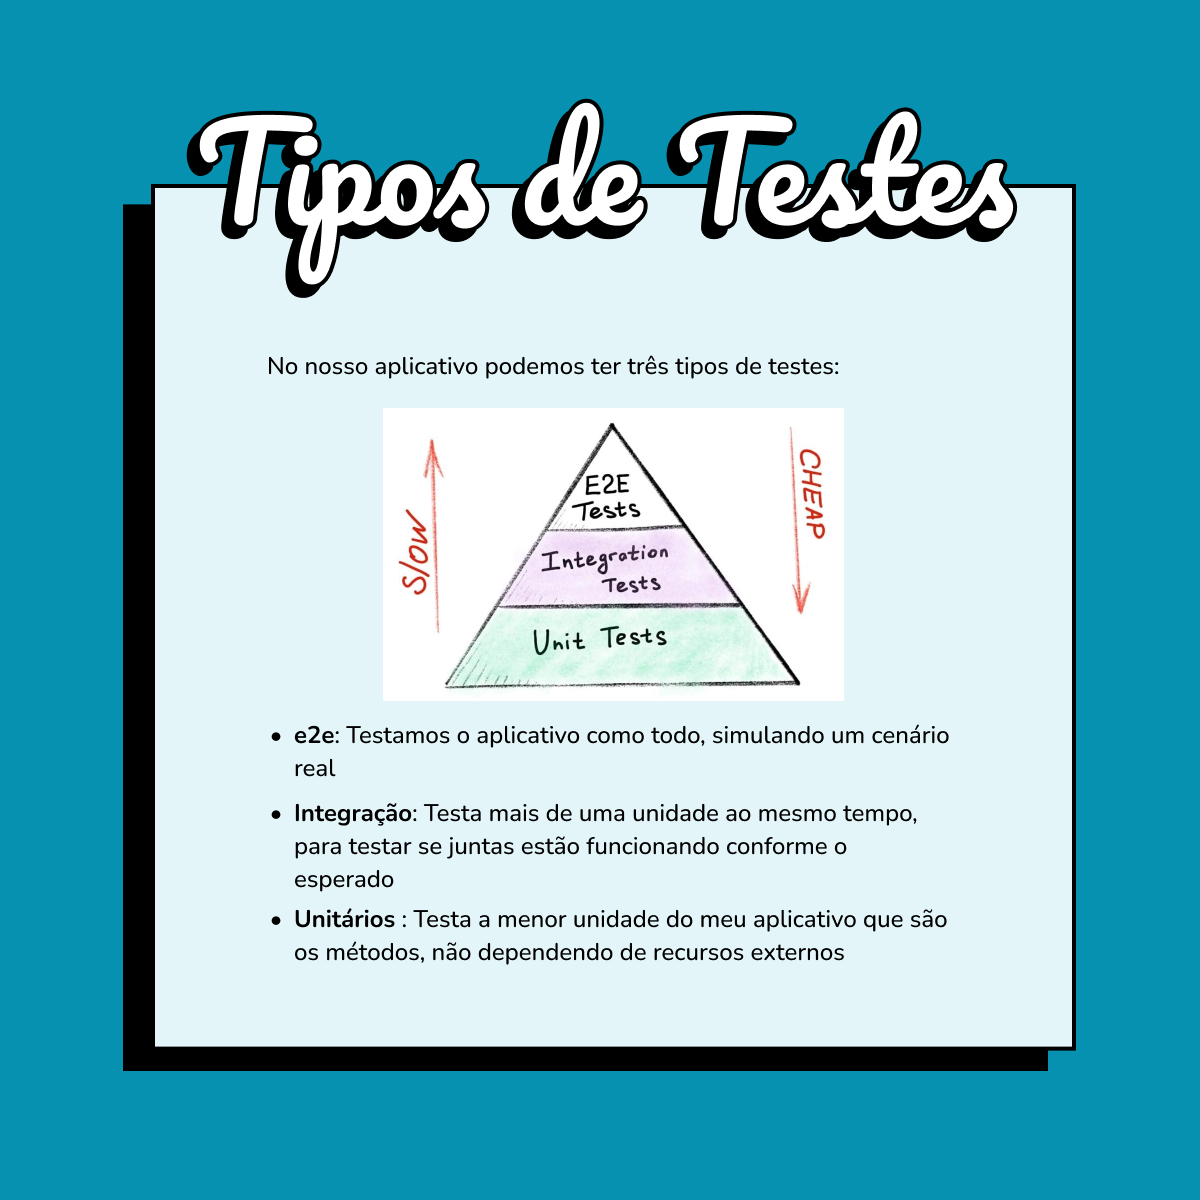 Tipos de Testes
No nosso aplicativo podemos ter três tipos de testes:
Slow
CHEAP
E2E
Tests
Integration
Tests
Unit Tests
• e2e: Testamos o aplicativo como todo, simulando um cenário
real
• Integração: Testa mais de uma unidade ao mesmo tempo,
para testar se juntas estão funcionando conforme o
esperado
• Unitários : Testa a menor unidade do meu aplicativo que são
os métodos, não dependendo de recursos externos